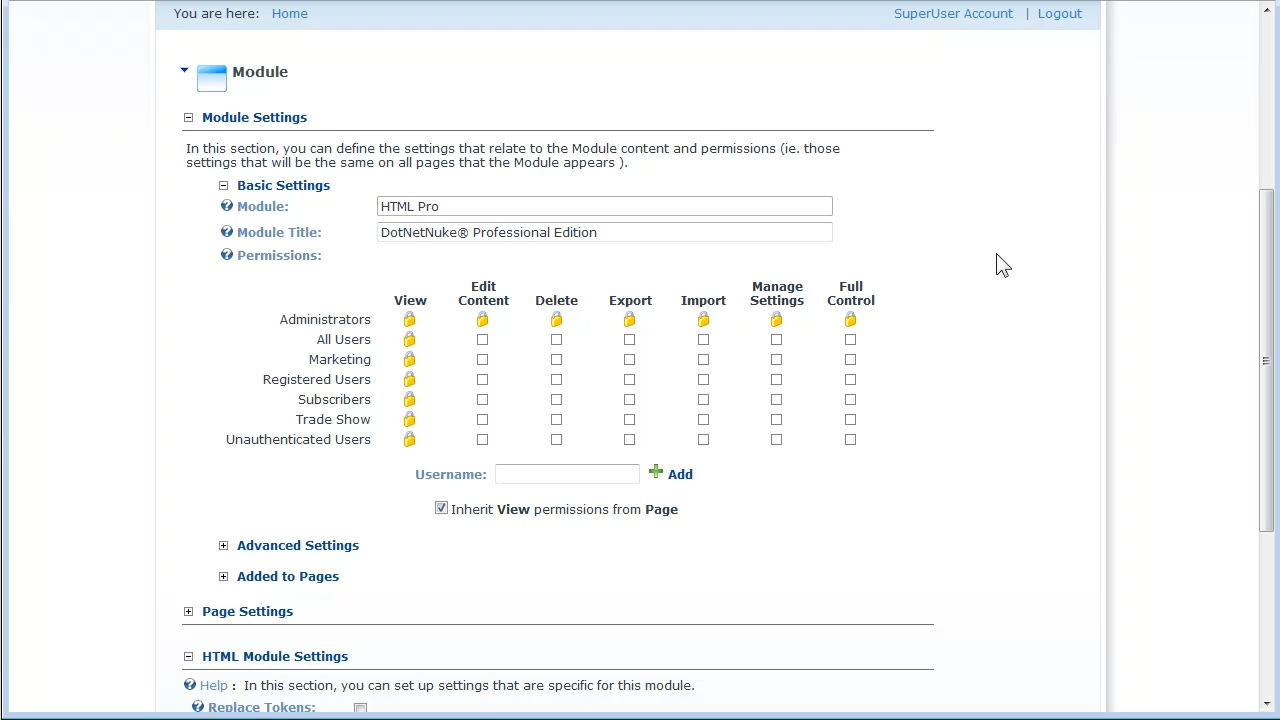 You are here: Home SuperUser Account | Logout
Module
Module Settings
In this section, you can define the settings that relate to the Module content and permissions (ie. those
settings that will be the same on all pages that the Module appears ).
Basic Settings
Module: HTML Pro
Module Title: DotNetNuke® Professional Edition
Permissions:
Edit Manage Full
View Content Delete Export Import Settings Control
Administrators
All Users
Marketing
Registered Users
Subscribers
Trade Show
Unauthenticated Users
Username: Add
Inherit View permissions from Page
Advanced Settings
Added to Pages
Page Settings
HTML Module Settings
Help : In this section, you can set up settings that are specific for this module.
Replace Tokens: